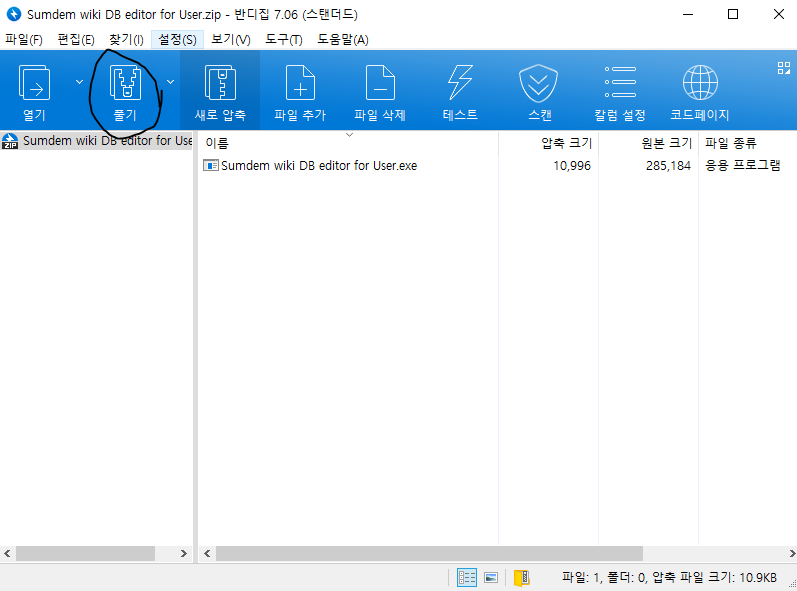 Sumdem wiki DB editor for User.zip - 반디집 7.06 (스탠더드)
파일(F) 편집(E) 찾기(I) 설정(S) 보기(V) 도구(T) 도움말(A)
열기 풀기 새로 압축 파일 추가 파일 삭제 테스트 스캔 칼럼 설정 코드페이지
ZIP Sumdem wiki DB editor for Use
이름 압축 크기 원본 크기 파일 종류
Sumdem wiki DB editor for User.exe 10,996 285,184 응용 프로그램
파일: 1, 폴더: 0, 압축 파일 크기: 10.9KB